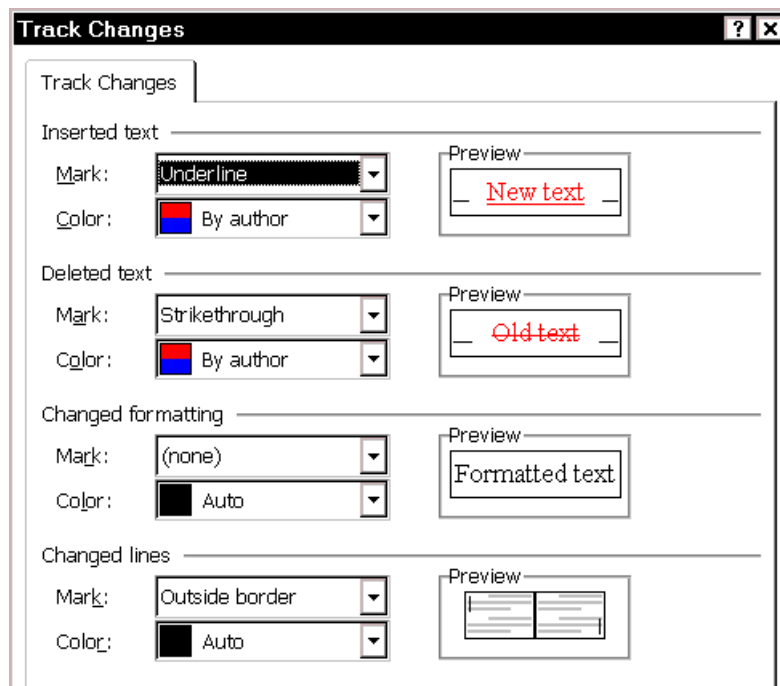 Track Changes
Track Changes
Inserted text
Mark: Underline
Color: By author
Preview
New text
Deleted text
Mark: Strikethrough
Color: By author
Preview
Old text
Changed formatting
Mark: (none)
Color: Auto
Preview
Formatted text
Changed lines
Mark: Outside border
Color: Auto
Preview